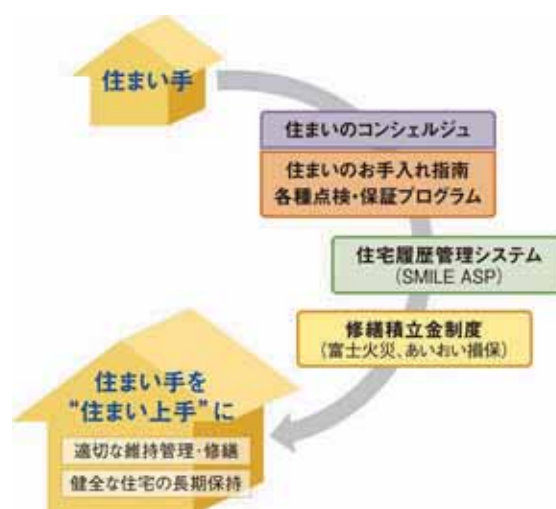 住まい手
住まいのコンシェルジュ
住まいのお手入れ指南
各種点検・保証プログラム
住宅履歴管理システム
(SMILE ASP)
修繕積立金制度
(富士火災、あいおい損保)
住まい手を
“住まい上手”に
適切な維持管理・修繕
健全な住宅の長期保持